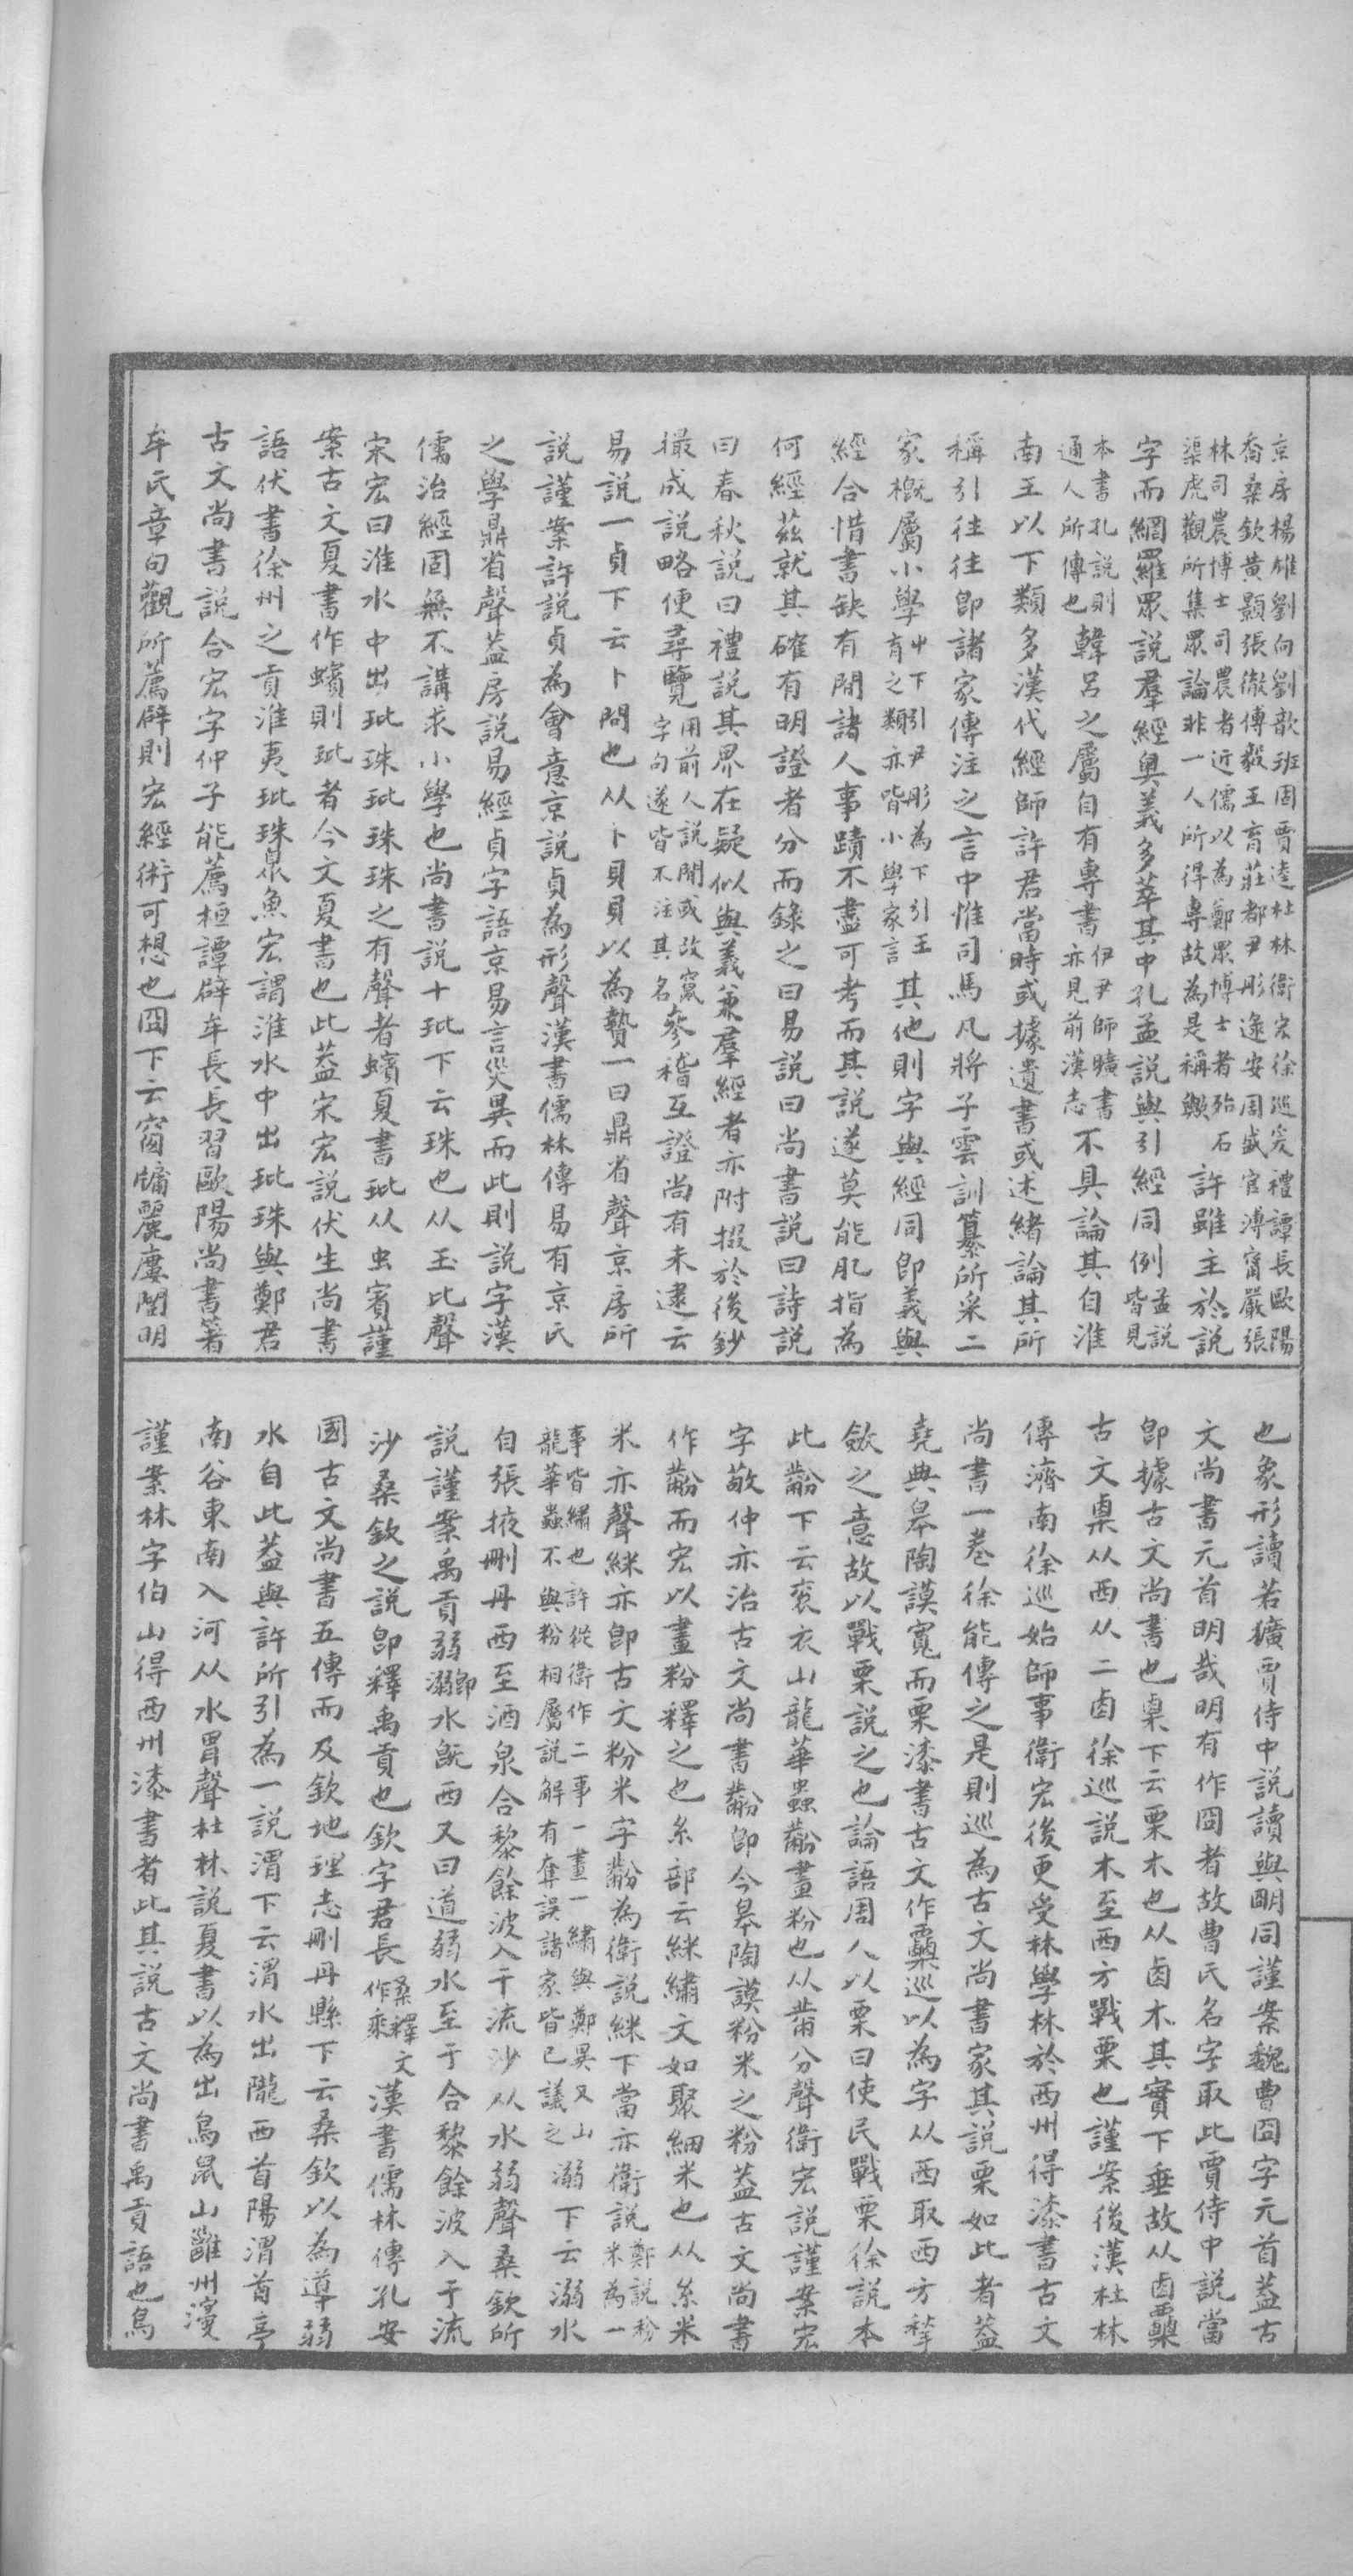 京房楊雄劉向劉歆班固賈逵杜林衛宏徐巡爰禮譚長歐陽
喬桑欽黃顥張徹傅毅王育莊都尹彤逯安周盛官溥甯嚴張
林司農博士司農者近儒以為鄭眾博士者殆石
渠虎觀所集眾論非一人所得專故為是稱歟許雖主於說
字而網羅眾說羣經奧義多萃其中孔孟說與引經同例孟說皆見
本書孔說則通人所傳也韓呂之屬自有專書伊尹師曠書亦見前漢志不具論其自淮
南王以下類多漢代經師許君當時或據遺書或述緒論其所
稱引往往卽諸家傳注之言中惟司馬凡將子雲訓纂所采二
家槪屬小學屮下引尹彤為下引王育之類亦皆小學家言其他則字與經同卽義與
經合惜書缺有閒諸人事蹟不盡可考而其說遂莫能肊指為
何經茲就其確有明證者分而錄之曰易說曰尚書說曰詩說
曰春秋說曰禮說其界在疑似與義兼羣經者亦附掇於後鈔
撮成說略便尋覽用前人說閒或改竄字句遂皆不注其名參稽互證尚有未逮云
易說一貞下云卜問也从卜貝貝以為贄一曰鼎省聲京房所
說謹案許說貞為會意京說貞為形聲漢書儒林傳易有京氏
之學鼎省聲蓋房說易經貞字語京易言災異而此則說字漢
儒治經固無不講求小學也尚書說十玭下云珠也从玉比聲
宋宏曰淮水中出玭珠玭珠珠之有聲者蠙夏書玭从虫賓謹
案古文夏書作蠙則玭者今文夏書也此蓋宋宏說伏生尚書
語伏書徐州之貢淮夷玭珠臮魚宏謂淮水中出玭珠與鄭君
古文尚書說合宏字仲子能薦桓譚辟牟長長習歐陽尚書著
牟氏章句觀所薦辟則宏經術可想也囧下云窗牖麗廔闓明
也象形讀若獷賈侍中說讀與明同謹案魏曹囧字元首蓋古
文尚書元首明哉明有作囧者故曹氏名字取此賈侍中說當
卽據古文尚書也㮚下云栗木也从鹵木其實下垂故从鹵㯭
古文㮚从西从二鹵徐巡說木至西方戰栗也謹案後漢杜林
傳濟南徐巡始師事衛宏後更受林學林於西州得漆書古文
尚書一卷徐能傳之是則巡為古文尚書家其說栗如此者蓋
堯典皋陶謨寬而栗漆書古文作㯭巡以為字从西取西方揫
斂之意故以戰栗說之也論語周人以栗曰使民戰栗徐說本
此黺下云袞衣山龍華蟲黺畫粉也从黹分聲衛宏說謹案宏
字敬仲亦治古文尚書黺卽今皋陶謨粉米之粉蓋古文尚書
作黺而宏以畫粉釋之也糸部云絑繡文如聚細米也从糸米
米亦聲絑亦卽古文粉米字黺為衛說絑下當亦衛說鄭說粉米為一
事皆繡也許從衛作二事一畫一繡與鄭異又山龍華蟲不與粉相屬說解有奪誤諸家皆已議之溺下云溺水
自張掖刪丹西至酒泉合黎餘波入于流沙从水弱聲桑欽所
說謹案禹貢弱卽溺水旣西又曰道弱水至于合黎餘波入于流
沙桑欽之說卽釋禹貢也欽字君長桑釋文作乘漢書儒林傳孔安
國古文尚書五傳而及欽地理志刪丹縣下云桑欽以為導弱
水自此蓋與許所引為一說渭下云渭水出隴西首陽渭首亭
南谷東南入河从水胃聲杜林說夏書以為出鳥鼠山雝州濅
謹案林字伯山得西州漆書者此其說古文尚書禹貢語也鳥